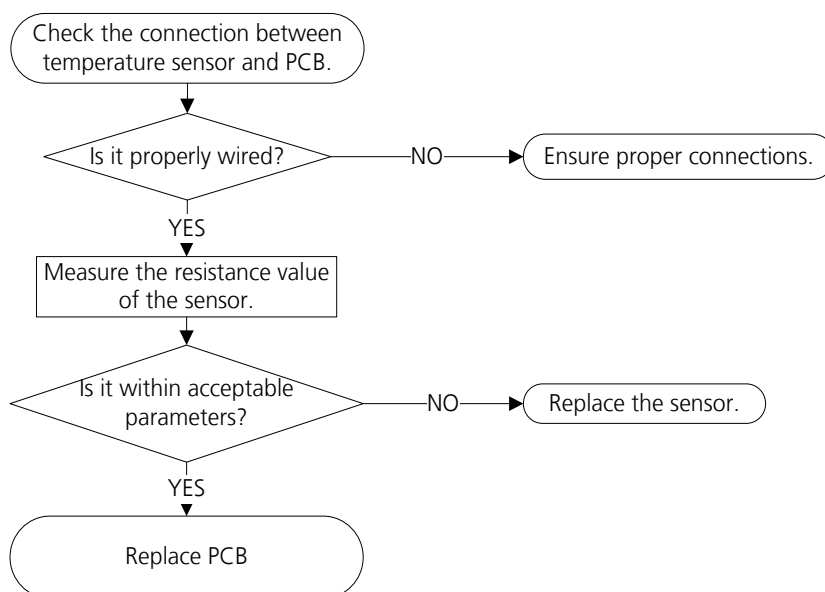 Check the connection between
temperature sensor and PCB.
Is it properly wired?
NO
Ensure proper connections.
YES
Measure the resistance value
of the sensor.
Is it within acceptable
parameters?
NO
Replace the sensor.
YES
Replace PCB